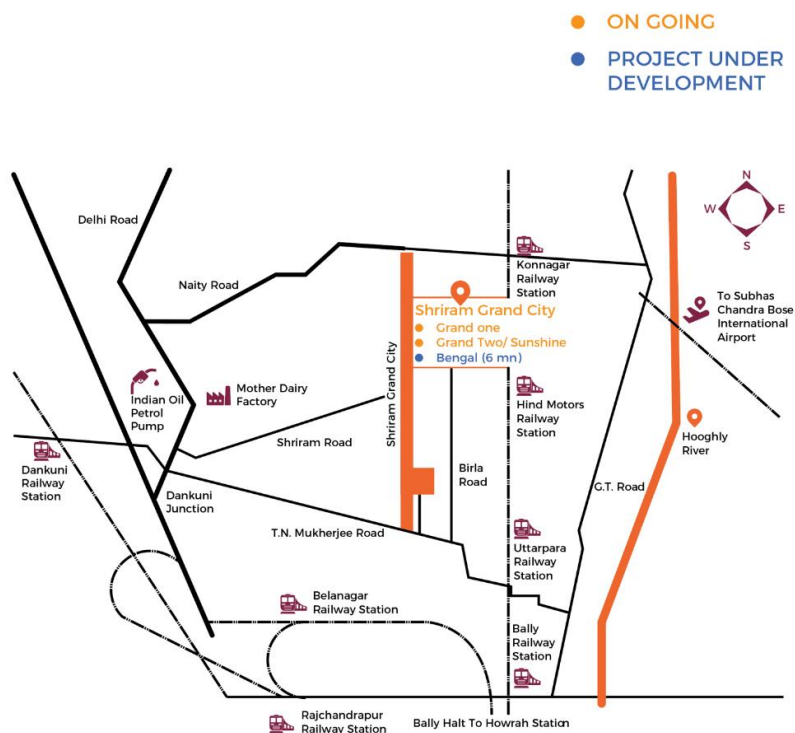 ON GOING
PROJECT UNDER
DEVELOPMENT
N
W
E
S
Delhi Road
Naity Road
Konnagar
Railway
Station
To Subhas
Chandra Bose
International
Airport
Shriram Grand City
Grand one
Grand Two/ Sunshine
Bengal (6 mn)
Shriram Grand City
Indian Oil
Petrol
Pump
Mother Dairy
Factory
Hind Motors
Railway
Station
Shriram Road
Hooghly
River
Dankuni
Railway
Station
Birla
Road
G.T. Road
Dankuni
Junction
T.N. Mukherjee Road
Uttarpara
Railway
Station
Belanagar
Railway Station
Bally
Railway
Station
Rajchandrapur
Railway Station
Bally Halt To Howrah Station